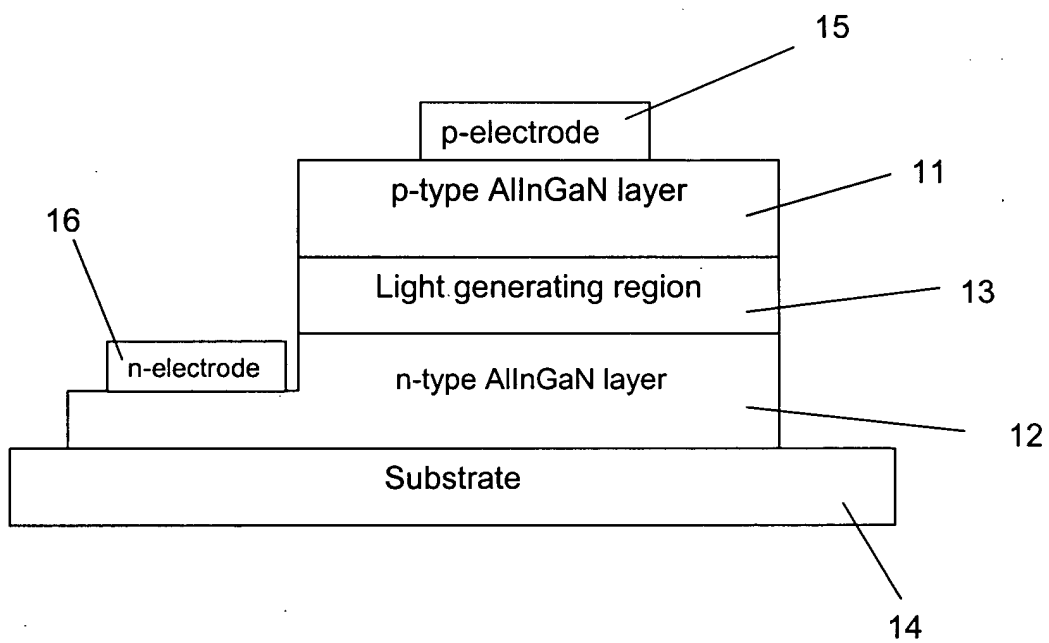 15
p-electrode
p-type AlInGaN layer
11
16
Light generating region
13
n-electrode
n-type AlInGaN layer
12
Substrate
14